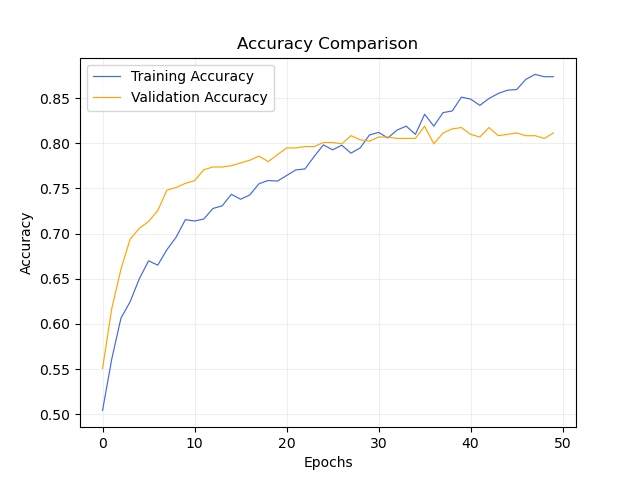 Accuracy Comparison
Training Accuracy
Validation Accuracy
0.85
0.80
0.75
0.70
0.65
0.60
0.55
0.50
Accuracy
0 10 20 30 40 50
Epochs